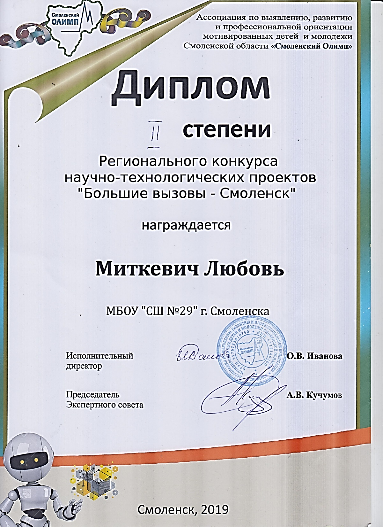 Смоленский
ОЛИМП
Ассоциация по выявлению, развитию
и профессиональной ориентации
мотивированных детей и молодежи
Смоленской области «Смоленский Олимп»
Диплом
II степени
Регионального конкурса
научно-технологических проектов
"Большие вызовы - Смоленск"
награждается
Миткевич Любовь
МБОУ "СШ №29" г. Смоленска
Исполнительный
директор
О.В. Иванова
Председатель
Экспертного совета
А.В. Кучумов
Смоленск, 2019